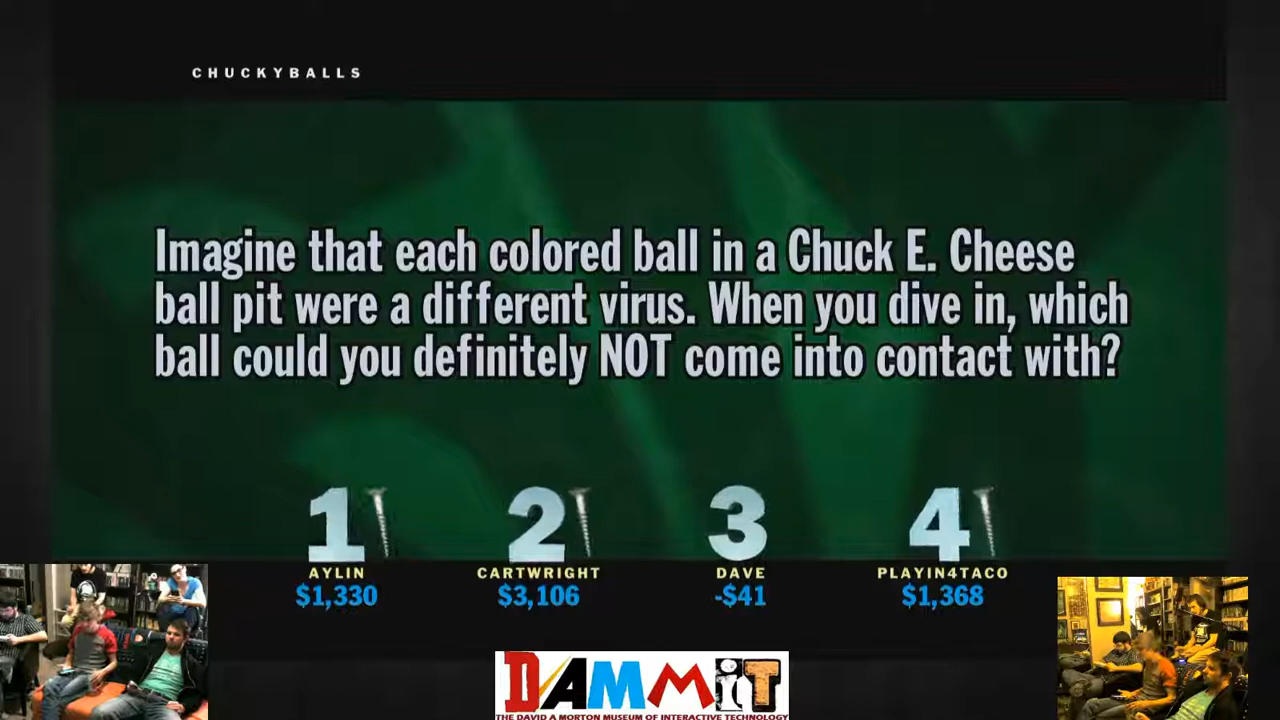 CHUCKYBALLS
Imagine that each colored ball in a Chuck E. Cheese
ball pit were a different virus. When you dive in, which
ball could you definitely NOT come into contact with?
1 2 3 4
AYLIN CARTWRIGHT DAVE PLAYIN4TACO
$1,330 $3,106 -$41 $1,368
DAMMiT
THE DAVID A MORTON MUSEUM OF INTERACTIVE TECHNOLOGY